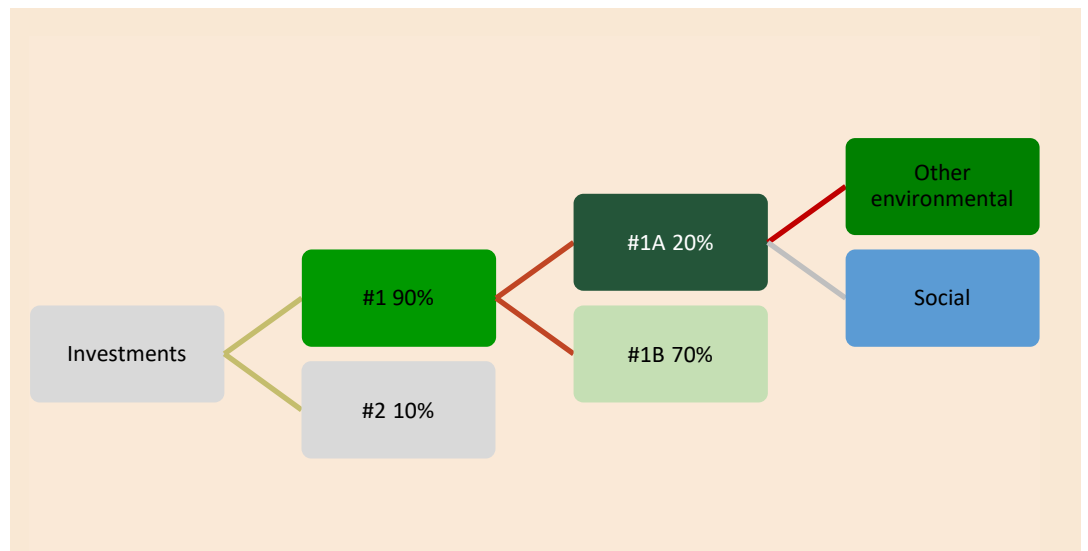 Investments
#1 90%
#2 10%
#1A 20%
#1B 70%
Other
environmental
Social